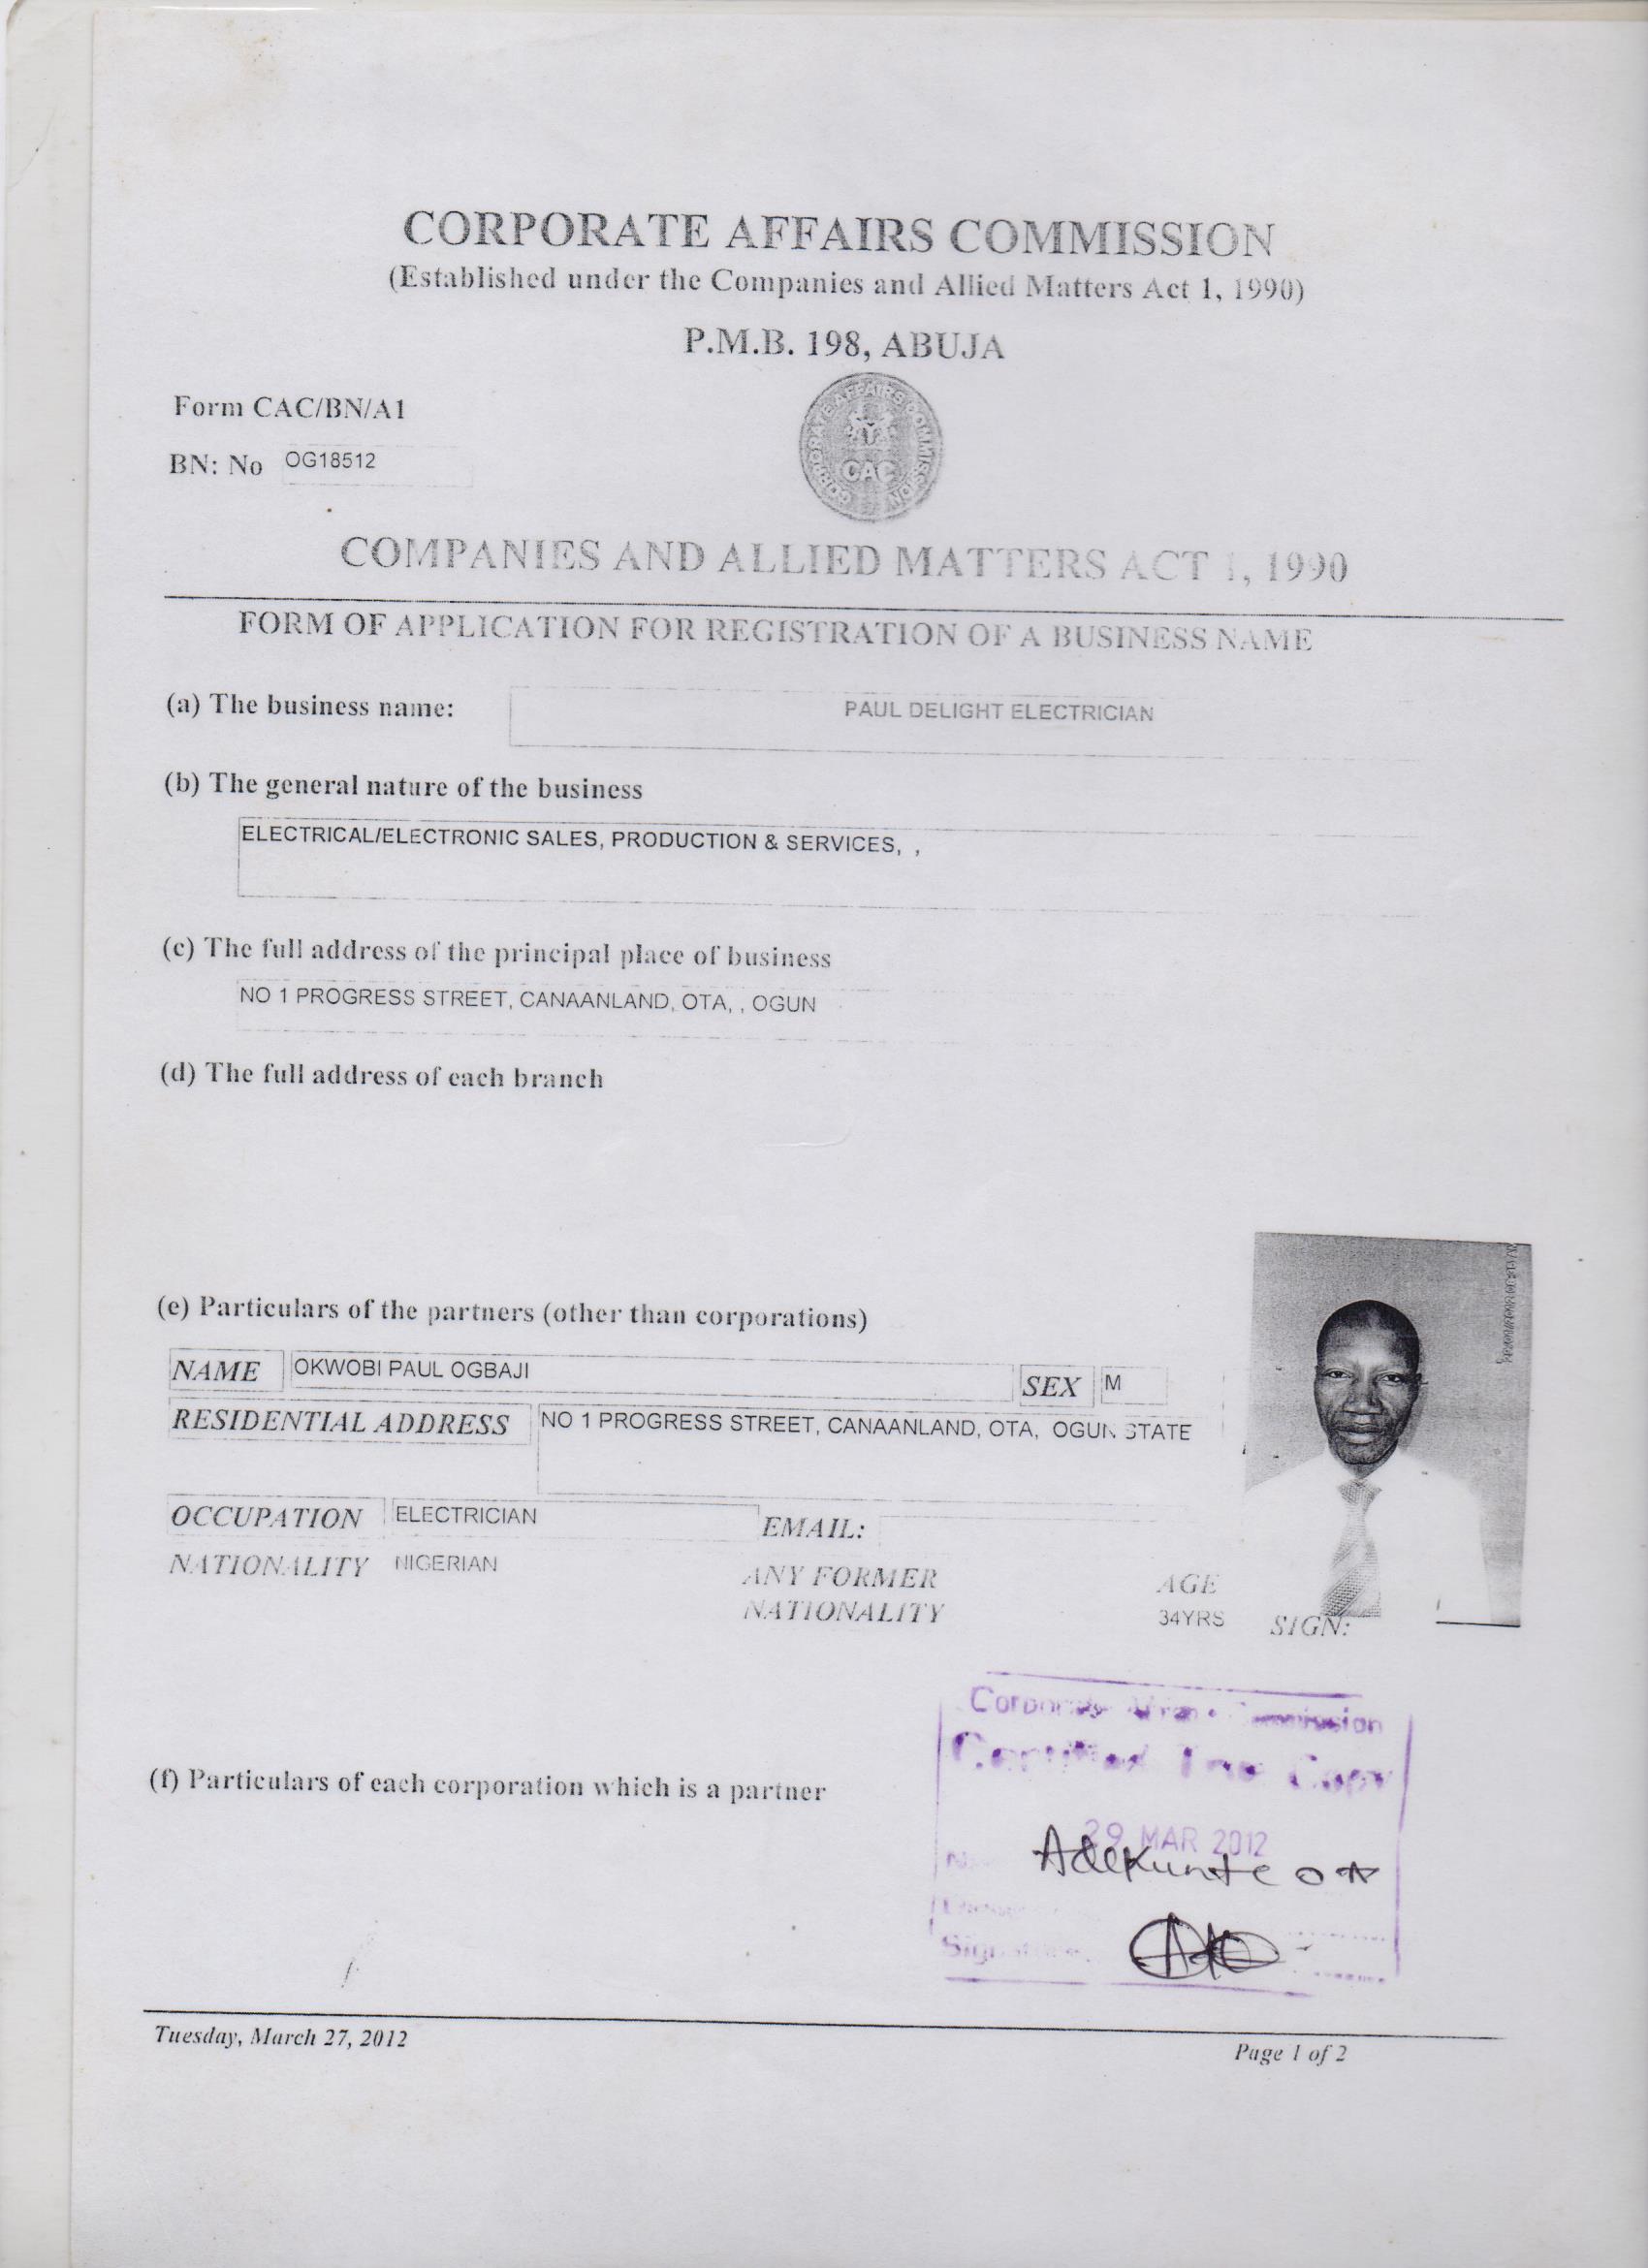 CORPORATE AFFAIRS COMMISSION
(Established under the Companies and Allied Matters Act 1, 1990)
P.M.B. 198, ABUJA
Form CAC/BN/A1
BN: No OG18512
CORPORATE AFFAIRS COMMISSION
CAC
COMPANIES AND ALLIED MATTERS ACT 1, 1990
FORM OF APPLICATION FOR REGISTRATION OF A BUSINESS NAME
(a) The business name: PAUL DELIGHT ELECTRICIAN
(b) The general nature of the business
ELECTRICAL/ELECTRONIC SALES, PRODUCTION & SERVICES, ,
(c) The full address of the principal place of business
NO 1 PROGRESS STREET, CANAANLAND, OTA, , OGUN
(d) The full address of each branch
(e) Particulars of the partners (other than corporations)
NAME OKWOBI PAUL OGBAJI SEX M
RESIDENTIAL ADDRESS NO 1 PROGRESS STREET, CANAANLAND, OTA, OGUN STATE
OCCUPATION ELECTRICIAN EMAIL:
NATIONALITY NIGERIAN ANY FORMER NATIONALITY AGE
34YRS SIGN:
Corporate Affairs Commission
Certified True Copy
(f) Particulars of each corporation which is a partner
29 MAR 2012
Adekunle OA
Signature
Tuesday, March 27, 2012 Page 1 of 2